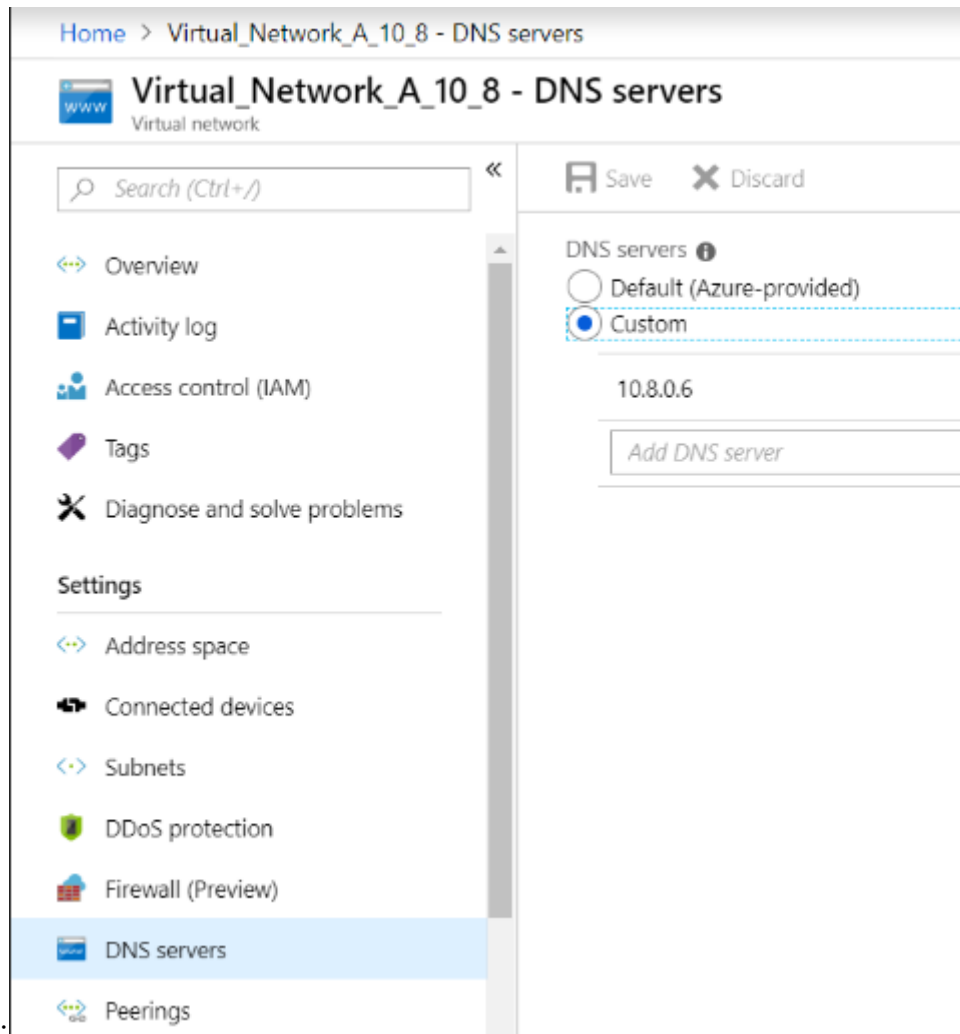 Home > Virtual_Network_A_10_8 - DNS servers
Virtual_Network_A_10_8 - DNS servers
www
Virtual network
Search (Ctrl+/)
«
Overview
Activity log
Access control (IAM)
Tags
Diagnose and solve problems
Settings
Address space
Connected devices
Subnets
DDoS protection
Firewall (Preview)
DNS servers
Peerings
Save
Discard
DNS servers
Default (Azure-provided)
Custom
10.8.0.6
Add DNS server
.